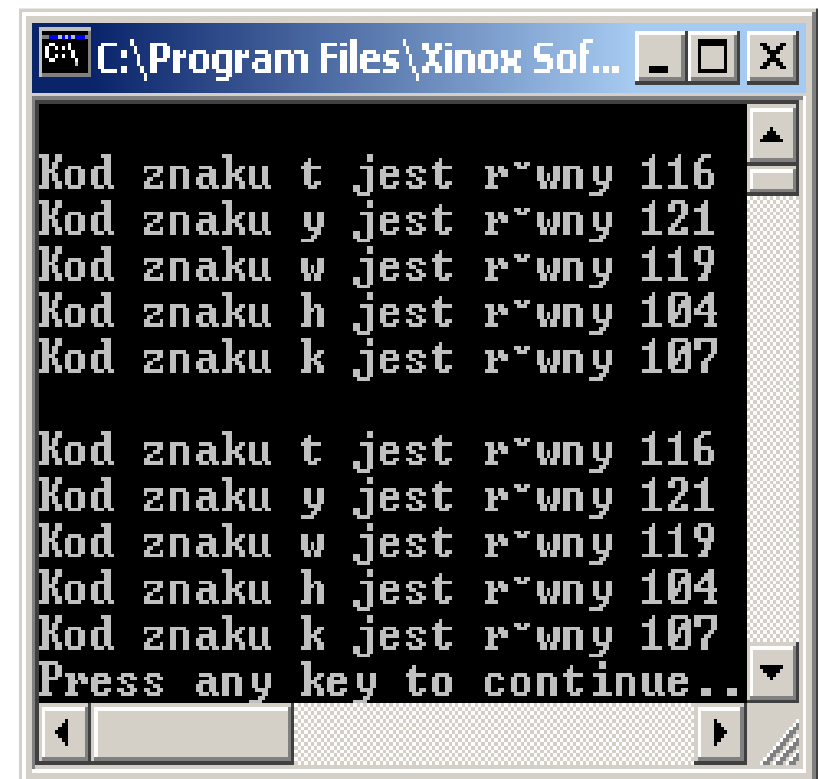 C:\Program Files\Xinox Sof...
Kod znaku t jest r˘wny 116
Kod znaku y jest r˘wny 121
Kod znaku w jest r˘wny 119
Kod znaku h jest r˘wny 104
Kod znaku k jest r˘wny 107
Kod znaku t jest r˘wny 116
Kod znaku y jest r˘wny 121
Kod znaku w jest r˘wny 119
Kod znaku h jest r˘wny 104
Kod znaku k jest r˘wny 107
Press any key to continue..